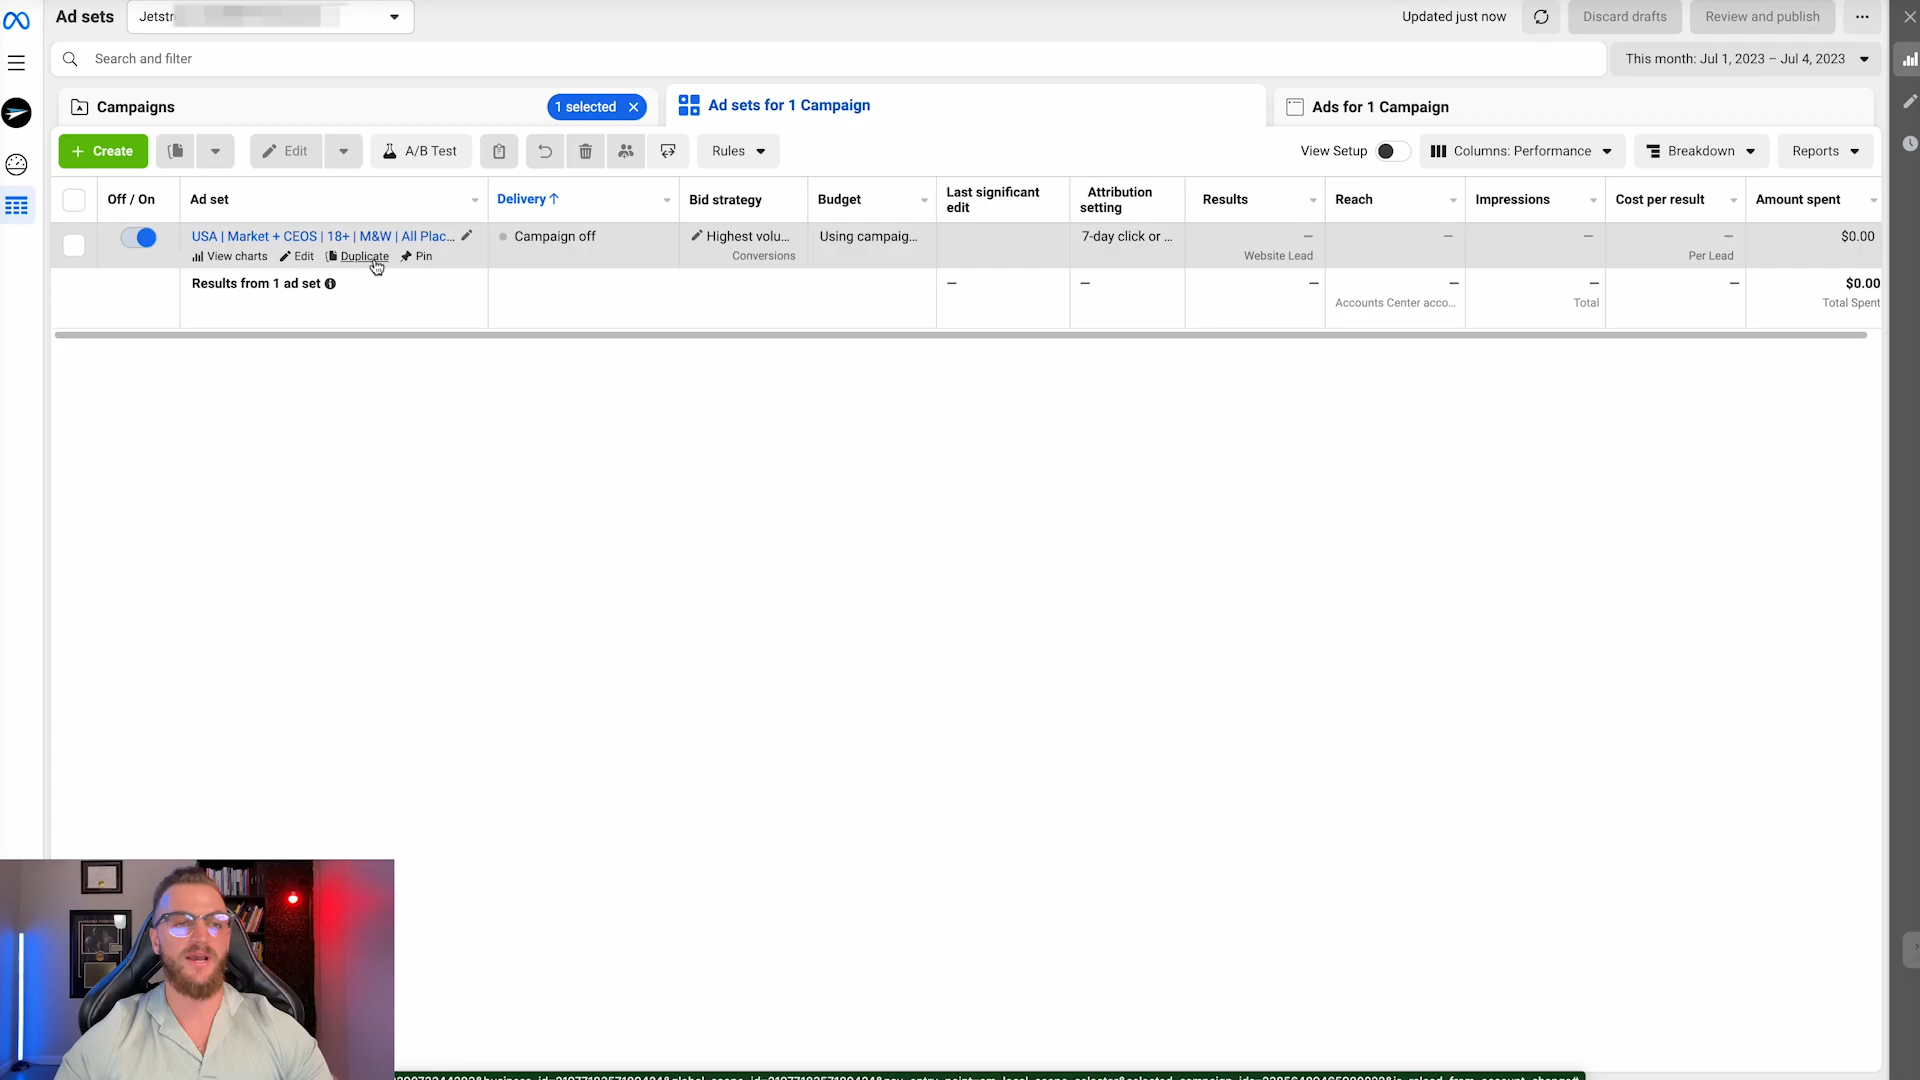 Ad sets
Jetstr
Updated just now
Discard drafts
Review and publish
Search and filter
This month: Jul 1, 2023 – Jul 4, 2023
Campaigns
1 selected
Ad sets for 1 Campaign
Ads for 1 Campaign
+ Create
Edit
A/B Test
Rules
View Setup
Columns: Performance
Breakdown
Reports
Off / On
Ad set
Delivery ↑
Bid strategy
Budget
Last significant edit
Attribution setting
Results
Reach
Impressions
Cost per result
Amount spent
USA | Market + CEOS | 18+ | M&W | All Plac...
Campaign off
Highest volu...
Using campaig...
7-day click or ...
—
—
—
—
$0.00
View charts
Edit
Duplicate
Pin
Conversions
Website Lead
Per Lead
Results from 1 ad set
—
—
—
—
—
—
$0.00
Accounts Center acco...
Total
Total Spent